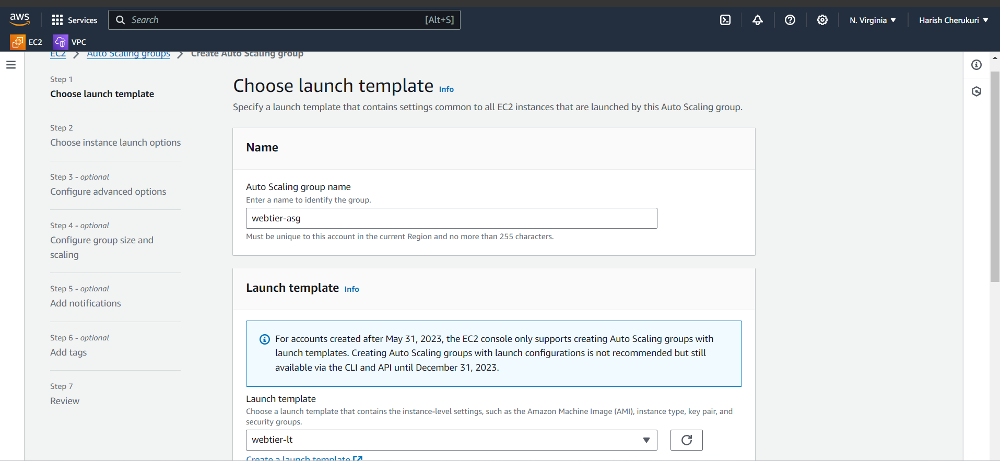 aws
Services
Search
[Alt+S]
N. Virginia
Harish Cherukuri
EC2
VPC
EC2
Auto Scaling groups
Create Auto Scaling group
Step 1
Choose launch template
Step 2
Choose instance launch options
Step 3 - optional
Configure advanced options
Step 4 - optional
Configure group size and
scaling
Step 5 - optional
Add notifications
Step 6 - optional
Add tags
Step 7
Review
Choose launch template Info
Specify a launch template that contains settings common to all EC2 instances that are launched by this Auto Scaling group.
Name
Auto Scaling group name
Enter a name to identify the group.
webtier-asg
Must be unique to this account in the current Region and no more than 255 characters.
Launch template Info
For accounts created after May 31, 2023, the EC2 console only supports creating Auto Scaling groups with
launch templates. Creating Auto Scaling groups with launch configurations is not recommended but still
available via the CLI and API until December 31, 2023.
Launch template
Choose a launch template that contains the instance-level settings, such as the Amazon Machine Image (AMI), instance type, key pair, and
security groups.
webtier-lt
Create a launch template